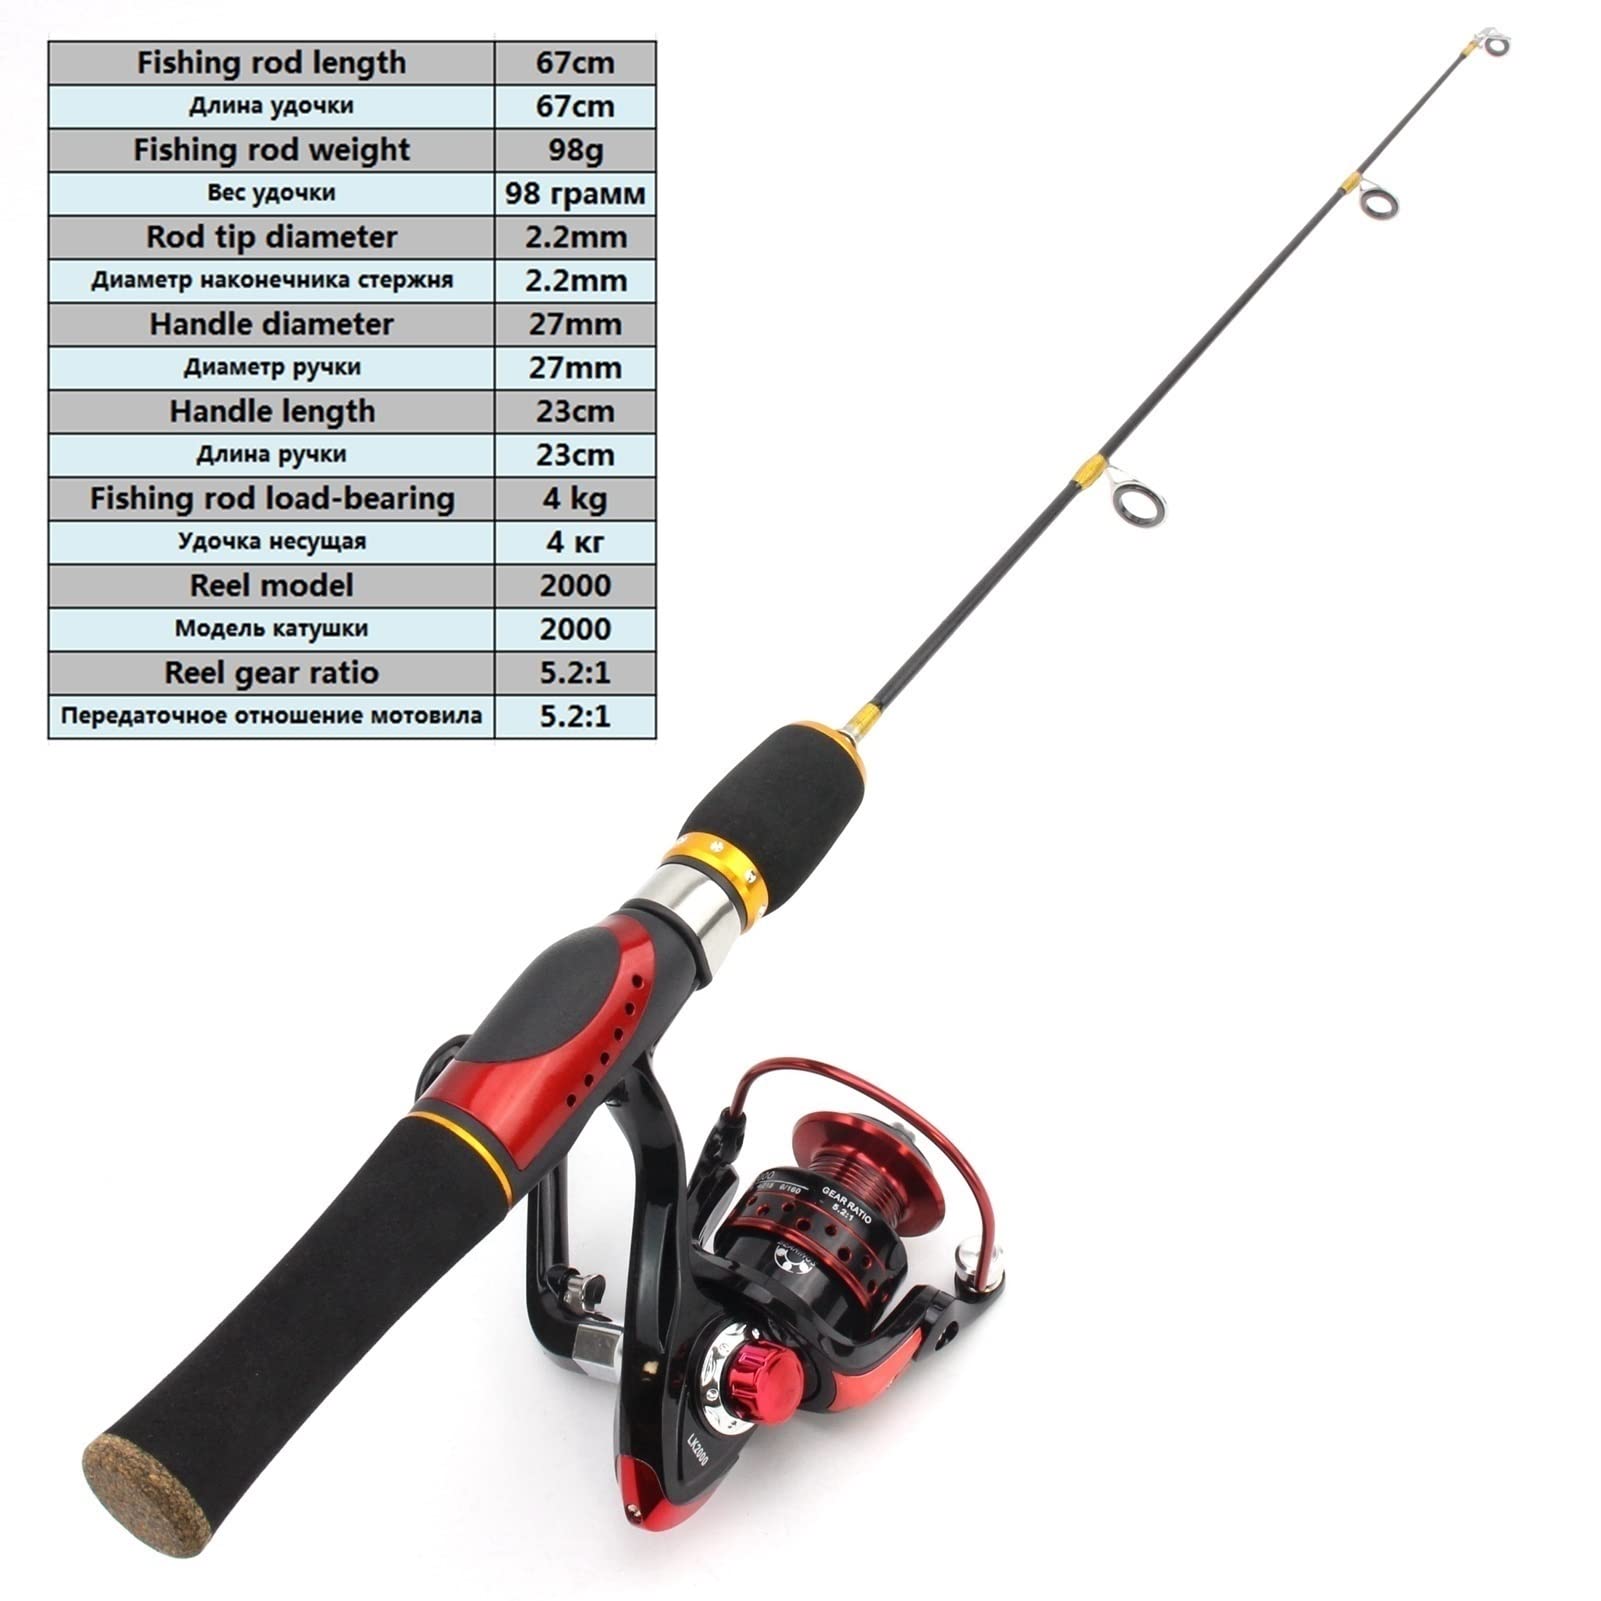 Fishing rod length 67cm
Длина удочки 67cm
Fishing rod weight 98g
Вес удочки 98 грамм
Rod tip diameter 2.2mm
Диаметр наконечника стержня 2.2mm
Handle diameter 27mm
Диаметр ручки 27mm
Handle length 23cm
Длина ручки 23cm
Fishing rod load-bearing 4 kg
Удочка несущая 4 кг
Reel model 2000
Модель катушки 2000
Reel gear ratio 5.2:1
Передаточное отношение мотовила 5.2:1
6/160
GEAR RATIO
5.2:1
LK2000